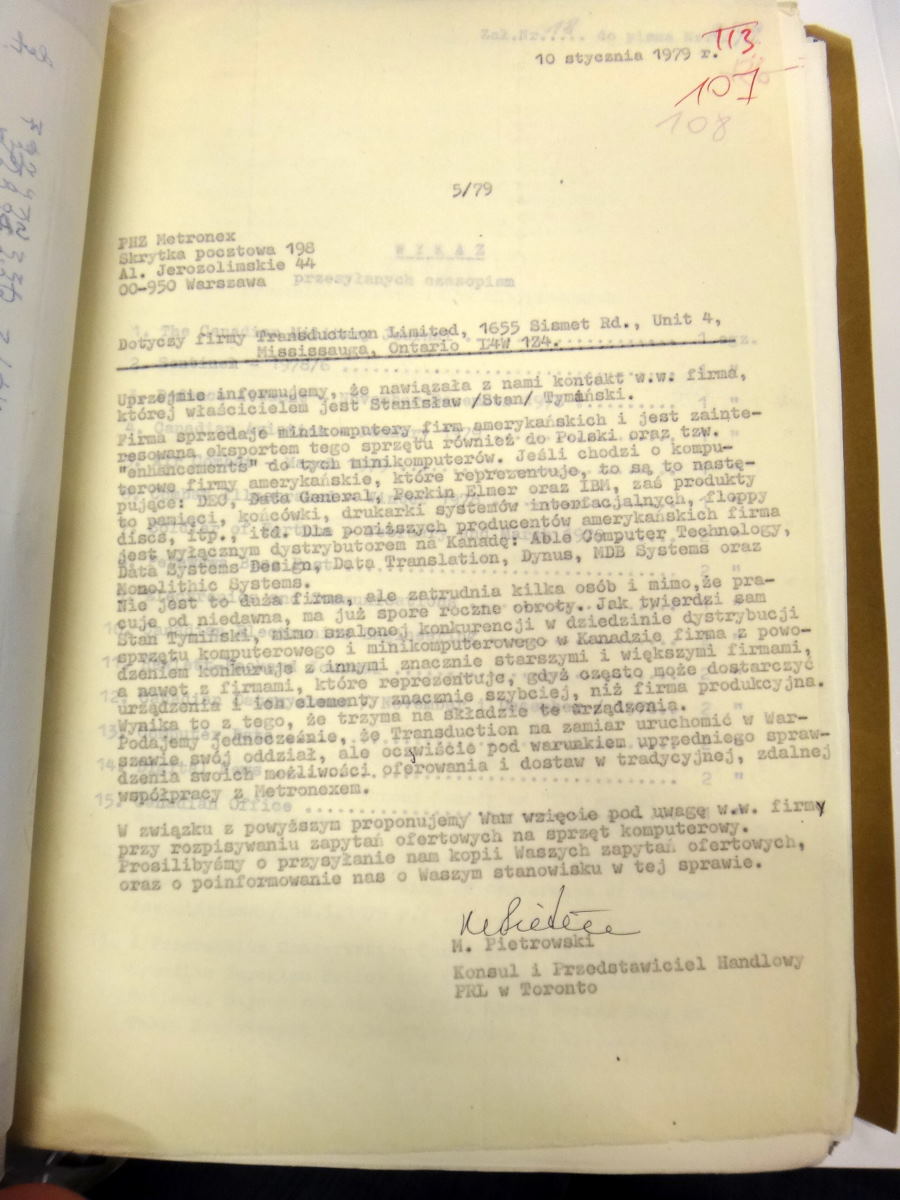 Zak.Nr. 18 do pisma
10 stycznia 1979 r.
113
107
108
5/79
PHZ Metronex
Skrytka pocztowa 198
Al. Jerozolimskie 44
00-950 Warszawa
W Y K A Z
przesyłanych czasopism
Dotyczy firmy Transduction Limited, 1655 Sismet Rd., Unit 4,
Mississauga, Ontario L4W 1Z4.
Uprzejmie informujemy, że nawiązała z nami kontakt w.w. firma,
której właścicielem jest Stanisław /Stan/ Tymiński.
Firma sprzedaje minikomputery firm amerykańskich i jest zainte-
resowana eksportem tego sprzętu również do Polski oraz tzw.
"enhancements" do tych minikomputerów. Jeśli chodzi o kompu-
terowe firmy amerykańskie, które reprezentuje, to są to nastę-
pujące: DEC, Data General, Perkin Elmer oraz IBM, zaś produkty
to pamięci, końcówki, drukarki systemów interfacjalnych, floppy
discs, itp., itd. Dla poniższych producentów amerykańskich firma
jest wyłącznym dystrybutorem na Kanadę: Able Computer Technology,
Data Systems Design, Data Translation, Dynus, MDB Systems oraz
Monolithic Systems.
Nie jest to duża firma, ale zatrudnia kilka osób i mimo,że pra-
cuje od niedawna, ma już spore roczne obroty. Jak twierdzi sam
Stan Tymiński, mimo szalonej konkurencji w dziedzinie dystrybucji
sprzętu komputerowego i minikomputerowego w Kanadzie firma z powo-
dzeniem konkuruje z innymi znacznie starszymi i większymi firmami,
a nawet z firmami, które reprezentuje, gdyż często może dostarczyć
urządzenia i ich elementy znacznie szybciej, niż firma produkcyjna.
Wynika to z tego, że trzyma na składzie te urządzenia.
Podajemy jednocześnie, że Transduction ma zamiar uruchomić w War-
szawie swój oddział, ale oczywiście pod warunkiem uprzedniego spraw-
dzenia swoich możliwości oferowania i dostaw w tradycyjnej, zdalnej
współpracy z Metronexem.
15. Canadian Office
W związku z powyższym proponujemy Wam wzięcie pod uwagę w.w. firmy
przy rozpisywaniu zapytań ofertowych na sprzęt komputerowy.
Prosilibyśmy o przysyłanie nam kopii Waszych zapytań ofertowych,
oraz o poinformowanie nas o Waszym stanowisku w tej sprawie.
M. Pietrowski
Konsul i Przedstawiciel Handlowy
PRL w Toronto